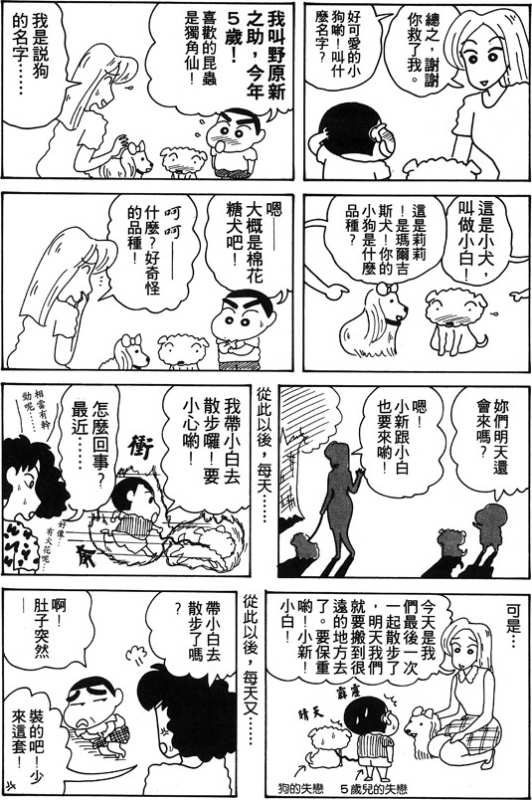 總之，謝謝
你救了我。
好可愛的小
狗喲！叫什
麼名字？
我叫野原新
之助，今年
５歲！
喜歡的昆蟲
是獨角仙！
我是説狗
的名字……
這是小犬，
叫做小白！
這是莉莉
！是瑪爾吉
斯犬！你的
小狗是什麼
品種？
嗯──
大概是棉花
糖犬吧！
呵呵──
什麼？好奇怪
的品種！
妳們明天還
會來嗎？
嗯！
小新跟小白
也要來喲！
從此以後，每天……
我帶小白去
散步囉！要
小心喲！
衝
怎麼回事？
最近……
相當有幹
勁呢……
好像…
有火花呢…
可是…
今天是我
們最後一次
一起散步了
，明天我們
就要搬到很
遠的地方去
了。要保重
喲！小新！
小白！
霹靂
晴天
５歲兒的失戀
狗的失戀
從此以後，每天又……
帶小白去
散步了嗎
？
啊！
肚子突然
──
裝的吧！少
來這套！